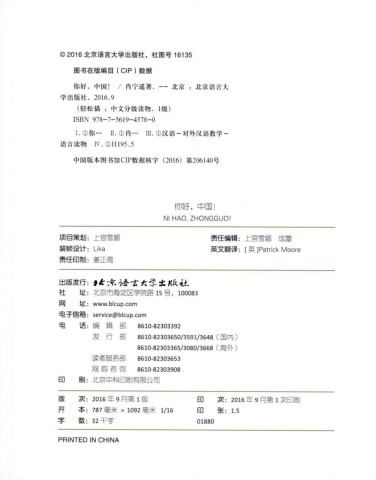 © 2016 北京语言大学出版社，社图号 16135
图书在版编目（CIP）数据
你好，中国！ / 肖宁遥著. -- 北京 : 北京语言大
学出版社，2016.9
（轻松猫 : 中文分级读物. 1级）
ISBN 978-7-5619-4578-0
Ⅰ.①你… Ⅱ.①肖… Ⅲ.①汉语－对外汉语教学－
语言读物 Ⅳ.①H195.5
中国版本图书馆CIP数据核字（2016）第206140号
你好，中国！
NI HAO, ZHONGGUO!
项目策划：上官雪娜 责任编辑：上官雪娜
装帧设计：Lika 英文翻译：[ 英 ]Patrick Moore
责任印制：姜正周
出版发行：北京语言大学出版社
社 址：北京市海淀区学院路 15 号，100083
网 址：www.blcup.com
电子信箱：service@blcup.com
电 话：编 辑 部 8610-82303392
发 行 部 8610-82303650/3591/3648（国内）
8610-82303365/3080/3668（海外）
读者服务部 8610-82303653
网 购 咨 询 8610-82303908
印 刷：北京中科印刷有限公司
版 次：2016 年 9 月第 1 版 印 次：2016 年 9 月第 1 次印刷
开 本：787 毫米 × 1092 毫米 1/16 印 张：1.5
字 数：32 千字 01880
PRINTED IN CHINA